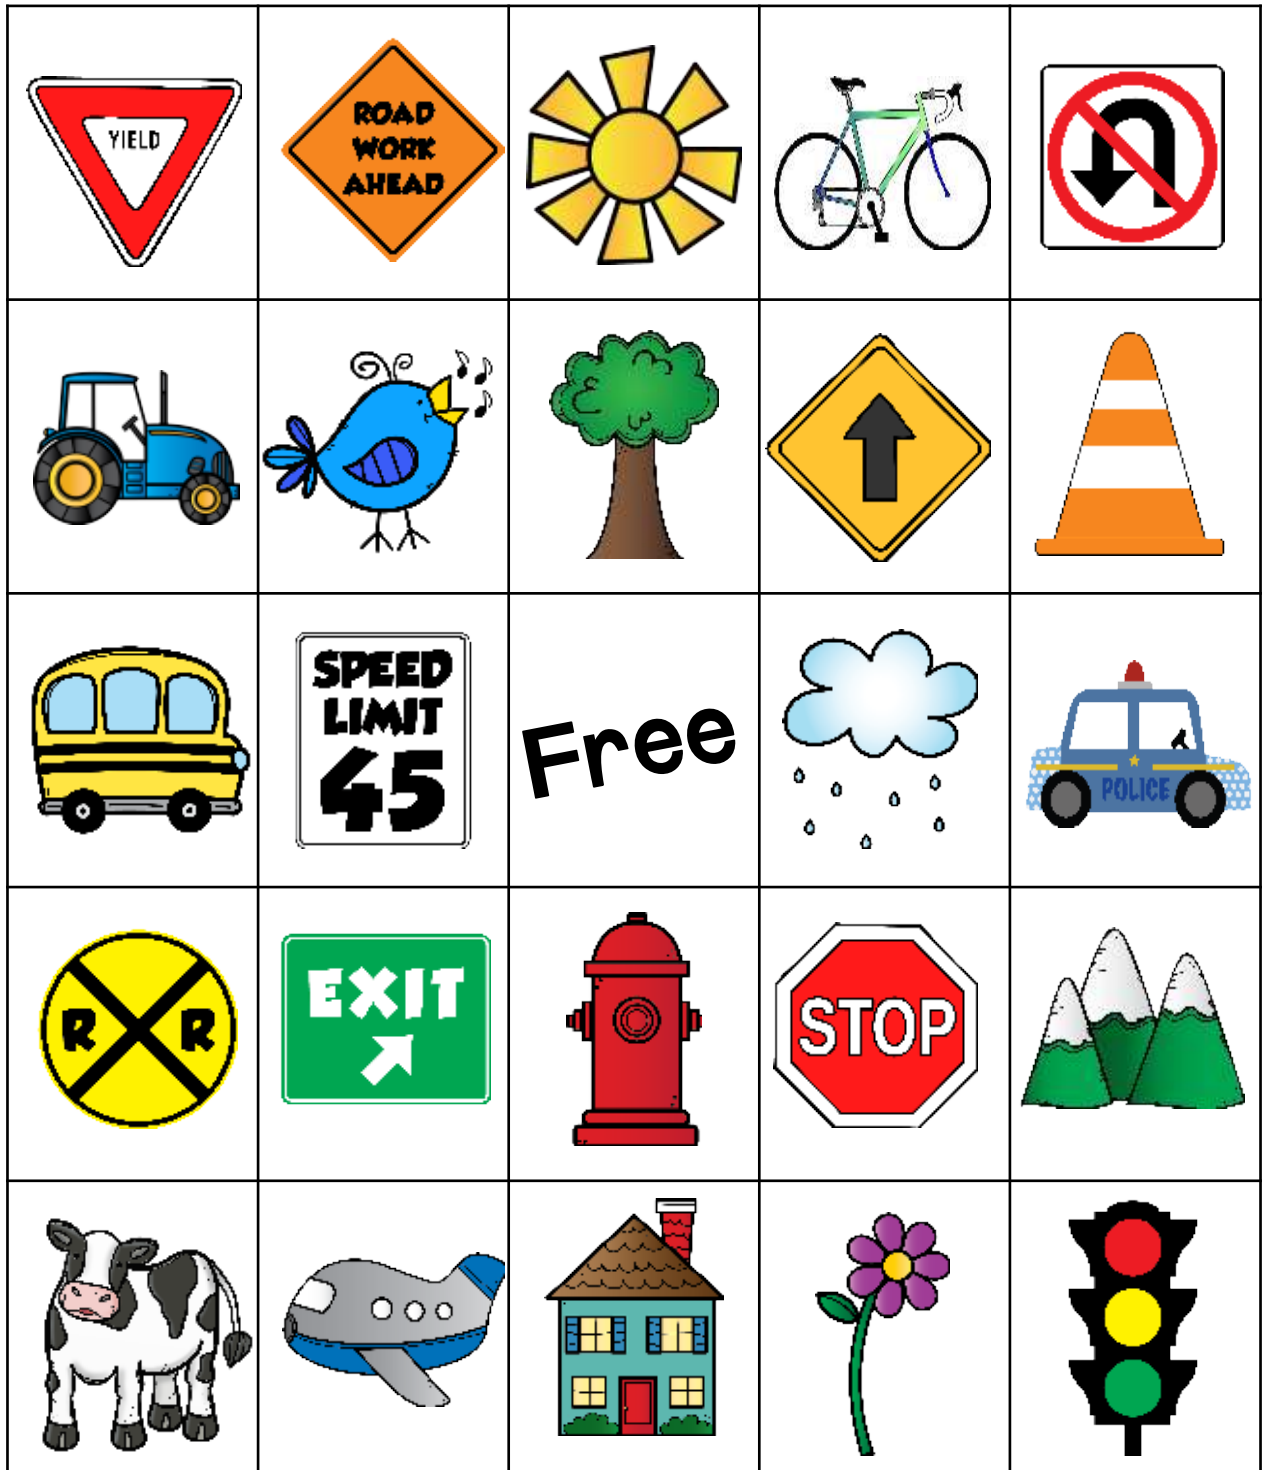 YIELD
ROAD
WORK
AHEAD
SPEED
LIMIT
45
Free
POLICE
R R
EXIT
STOP